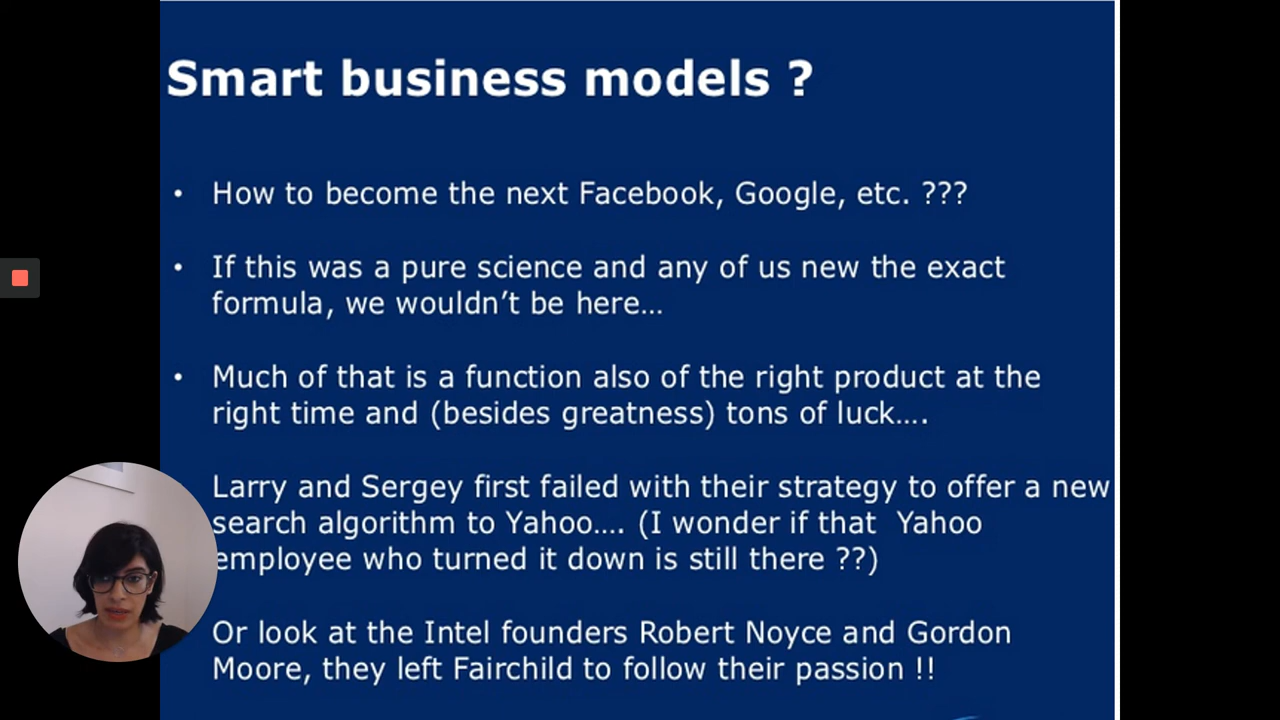 Smart business models ?
• How to become the next Facebook, Google, etc. ???
• If this was a pure science and any of us new the exact
formula, we wouldn’t be here…
• Much of that is a function also of the right product at the
right time and (besides greatness) tons of luck….
Larry and Sergey first failed with their strategy to offer a new
search algorithm to Yahoo…. (I wonder if that Yahoo
employee who turned it down is still there ??)
Or look at the Intel founders Robert Noyce and Gordon
Moore, they left Fairchild to follow their passion !!